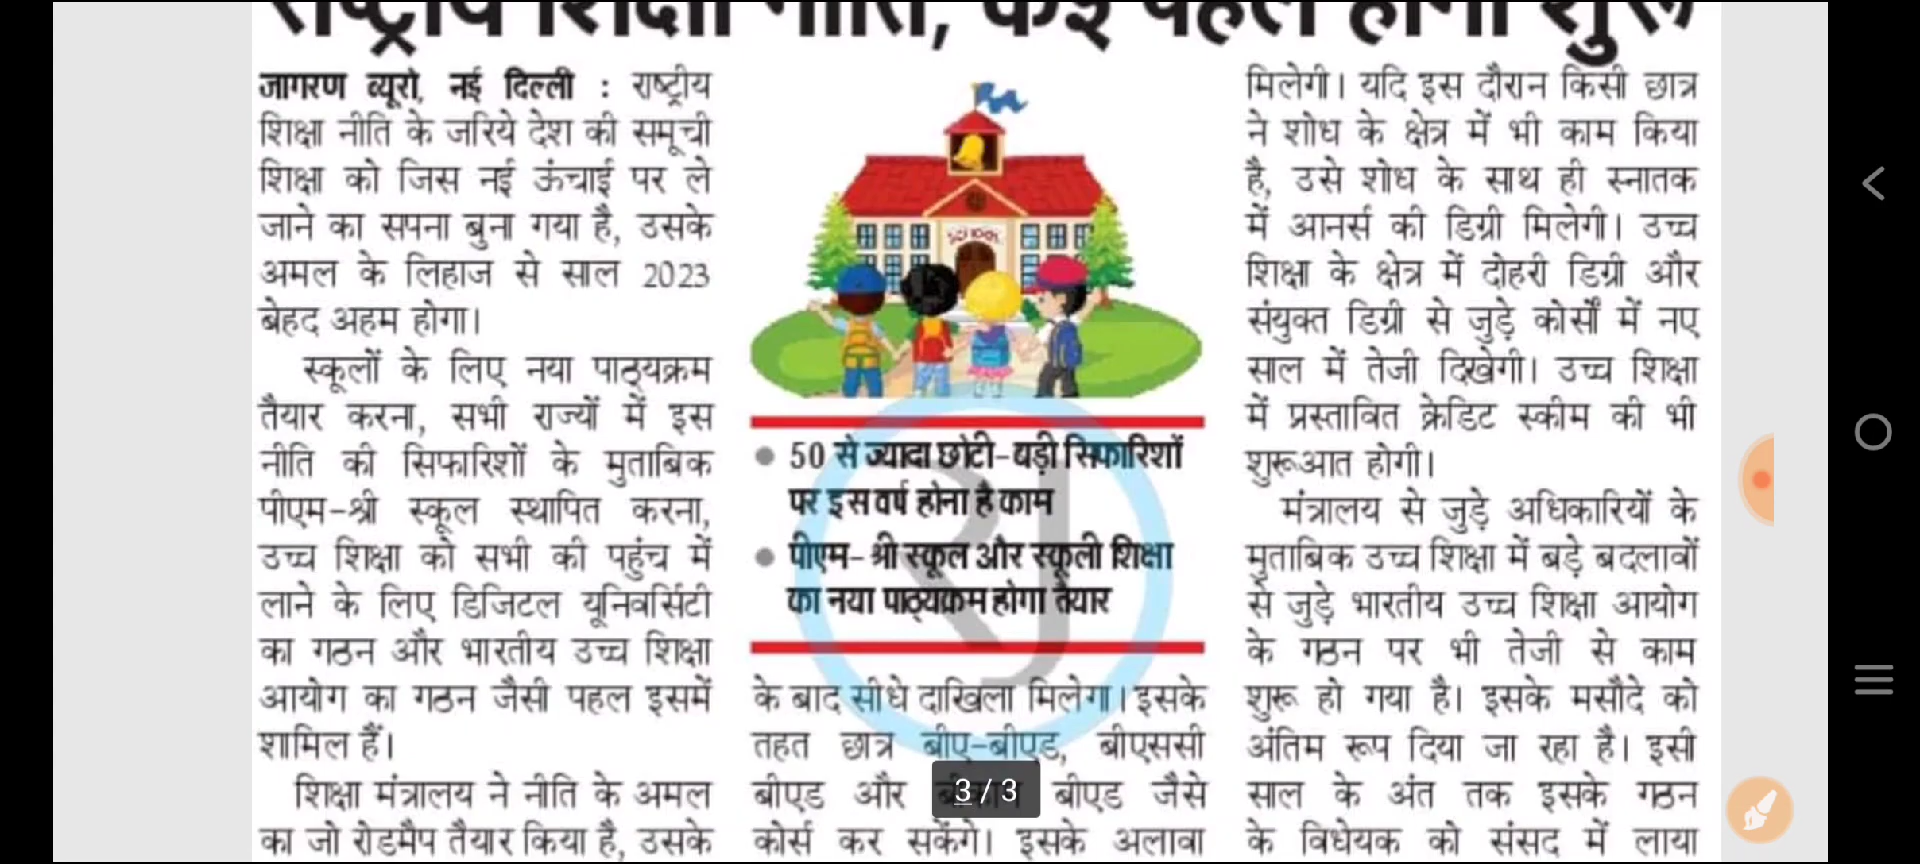 राष्ट्रीय शिक्षा नीति, कई पहल होंगी शुरू
जागरण ब्यूरो, नई दिल्ली : राष्ट्रीय
शिक्षा नीति के जरिये देश की समूची
शिक्षा को जिस नई ऊंचाई पर ले
जाने का सपना बुना गया है, उसके
अमल के लिहाज से साल 2023
बेहद अहम होगा।
स्कूलों के लिए नया पाठ्यक्रम
तैयार करना, सभी राज्यों में इस
नीति की सिफारिशों के मुताबिक
पीएम-श्री स्कूल स्थापित करना,
उच्च शिक्षा को सभी की पहुंच में
लाने के लिए डिजिटल यूनिवर्सिटी
का गठन और भारतीय उच्च शिक्षा
आयोग का गठन जैसी पहल इसमें
शामिल हैं।
शिक्षा मंत्रालय ने नीति के अमल
का जो रोडमैप तैयार किया है, उसके
SCHOOL
50 से ज्यादा छोटी-बड़ी सिफारिशों
पर इस वर्ष होना है काम
पीएम- श्री स्कूल और स्कूली शिक्षा
का नया पाठ्यक्रम होगा तैयार
RJ
के बाद सीधे दाखिला मिलेगा। इसके
तहत छात्र बीए-बीएड, बीएससी
बीएड और बीएड जैसे
कोर्स कर सकेंगे। इसके अलावा
3 / 3
मिलेगी। यदि इस दौरान किसी छात्र
ने शोध के क्षेत्र में भी काम किया
है, उसे शोध के साथ ही स्नातक
में आनर्स की डिग्री मिलेगी। उच्च
शिक्षा के क्षेत्र में दोहरी डिग्री और
संयुक्त डिग्री से जुड़े कोर्सों में नए
साल में तेजी दिखेगी। उच्च शिक्षा
में प्रस्तावित क्रेडिट स्कीम की भी
शुरूआत होगी।
मंत्रालय से जुड़े अधिकारियों के
मुताबिक उच्च शिक्षा में बड़े बदलावों
से जुड़े भारतीय उच्च शिक्षा आयोग
के गठन पर भी तेजी से काम
शुरू हो गया है। इसके मसौदे को
अंतिम रूप दिया जा रहा है। इसी
साल के अंत तक इसके गठन
के विधेयक को संसद में लाया